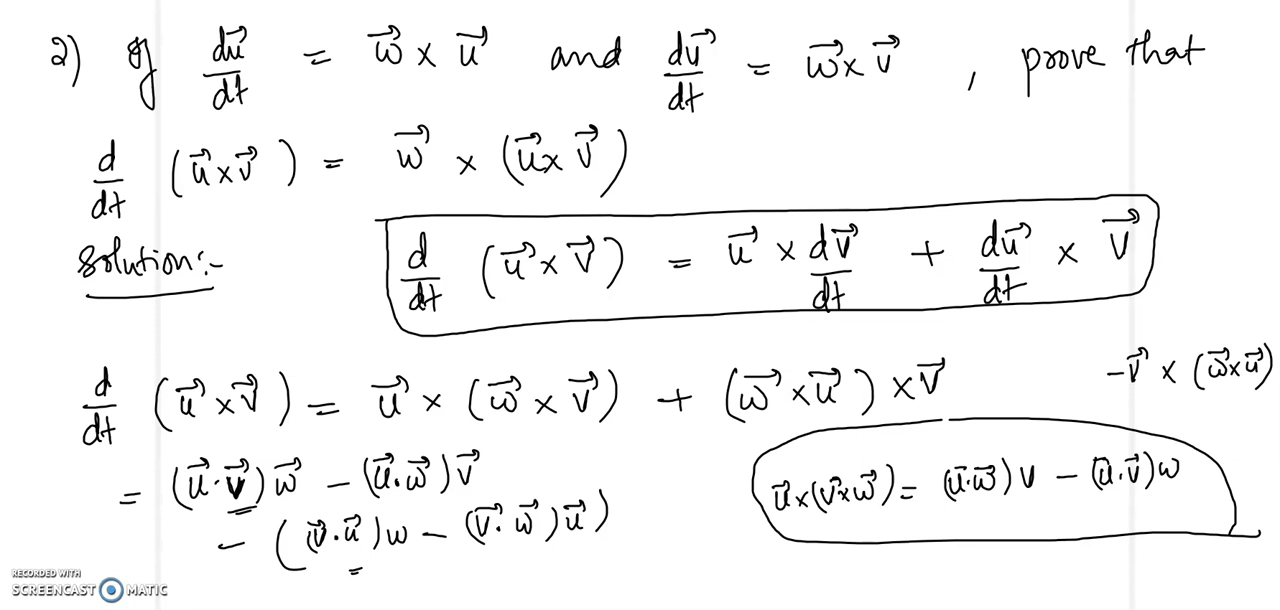 2) If du⃗/dt = w⃗ × u⃗ and dv⃗/dt = w⃗ × v⃗ , prove that
d/dt (u⃗ × v⃗) = w⃗ × (u⃗ × v⃗)
Solution:-
d/dt (u⃗ × v⃗) = u⃗ × dv⃗/dt + du⃗/dt × v⃗
d/dt (u⃗ × v⃗) = u⃗ × (w⃗ × v⃗) + (w⃗ × u⃗) × v⃗
-v⃗ × (w⃗ × u⃗)
= (u⃗ · v⃗) w⃗ - (u⃗ · w⃗) v⃗
- ((v⃗ · u⃗) w - (v⃗ · w⃗) u⃗)
u⃗ × (v⃗ × w⃗) = (u⃗ · w⃗) v - (u⃗ · v⃗) w
RECORDED WITH
SCREENCAST MATIC